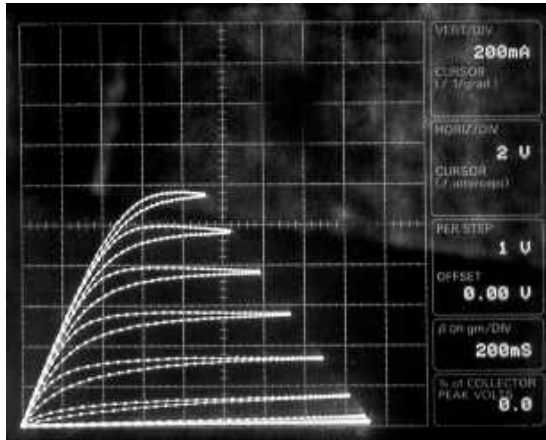 VERT/DIV
200mA
CURSOR
HORIZ/DIV
2 V
CURSOR
PER STEP
1 V
OFFSET
0.00 V
β OR gm/DIV
200mS
% of COLLECTOR
PEAK VOLTS
0.0